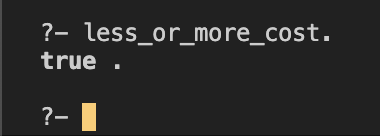 ?- less_or_more_cost.
true .
?-